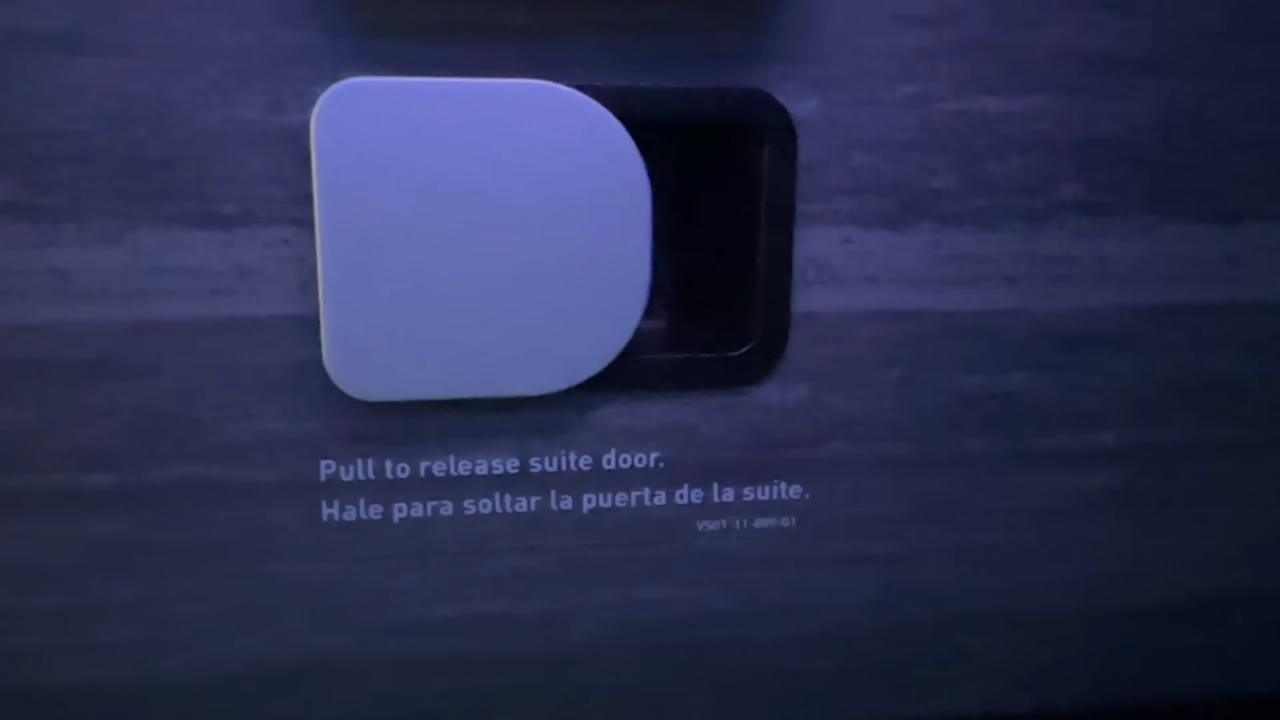 Pull to release suite door.
Hale para soltar la puerta de la suite.